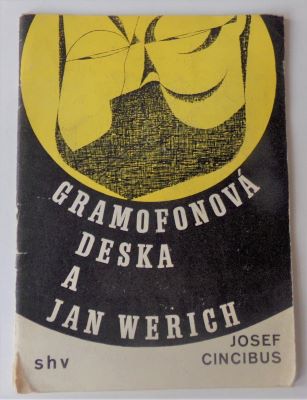 GRAMOFONOVÁ
DESKA
A
JAN WERICH
JOSEF
CINCIBUS
shv